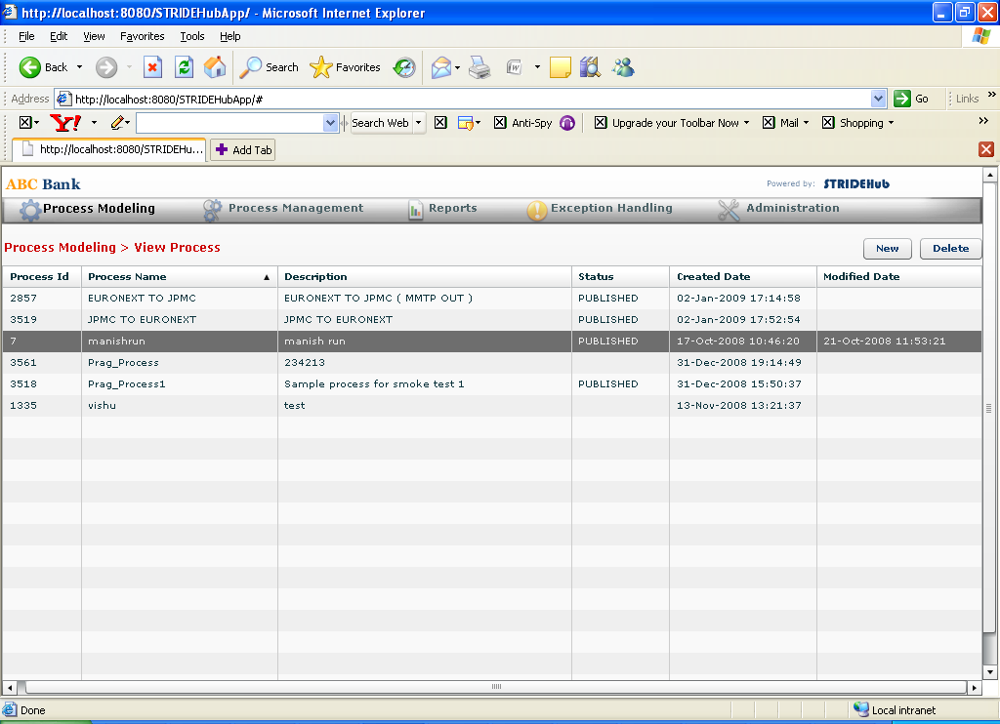 http://localhost:8080/STRIDEHubApp/ - Microsoft Internet Explorer
File Edit View Favorites Tools Help
Back Search Favorites
Address http://localhost:8080/STRIDEHubApp/# Go Links »
Y! Search Web Anti-Spy Upgrade your Toolbar Now Mail Shopping »
http://localhost:8080/STRIDEHu... Add Tab
ABC Bank Powered by: STRIDEHub
Process Modeling Process Management Reports Exception Handling Administration
Process Modeling > View Process New Delete
Process Id Process Name Description Status Created Date Modified Date
2857 EURONEXT TO JPMC EURONEXT TO JPMC ( MMTP OUT ) PUBLISHED 02-Jan-2009 17:14:58
3519 JPMC TO EURONEXT JPMC TO EURONEXT PUBLISHED 02-Jan-2009 17:52:54
7 manishrun manish run PUBLISHED 17-Oct-2008 10:46:20 21-Oct-2008 11:53:21
3561 Prag_Process 234213 31-Dec-2008 19:14:49
3518 Prag_Process1 Sample process for smoke test 1 PUBLISHED 31-Dec-2008 15:50:37
1335 vishu test 13-Nov-2008 13:21:37
Done Local intranet